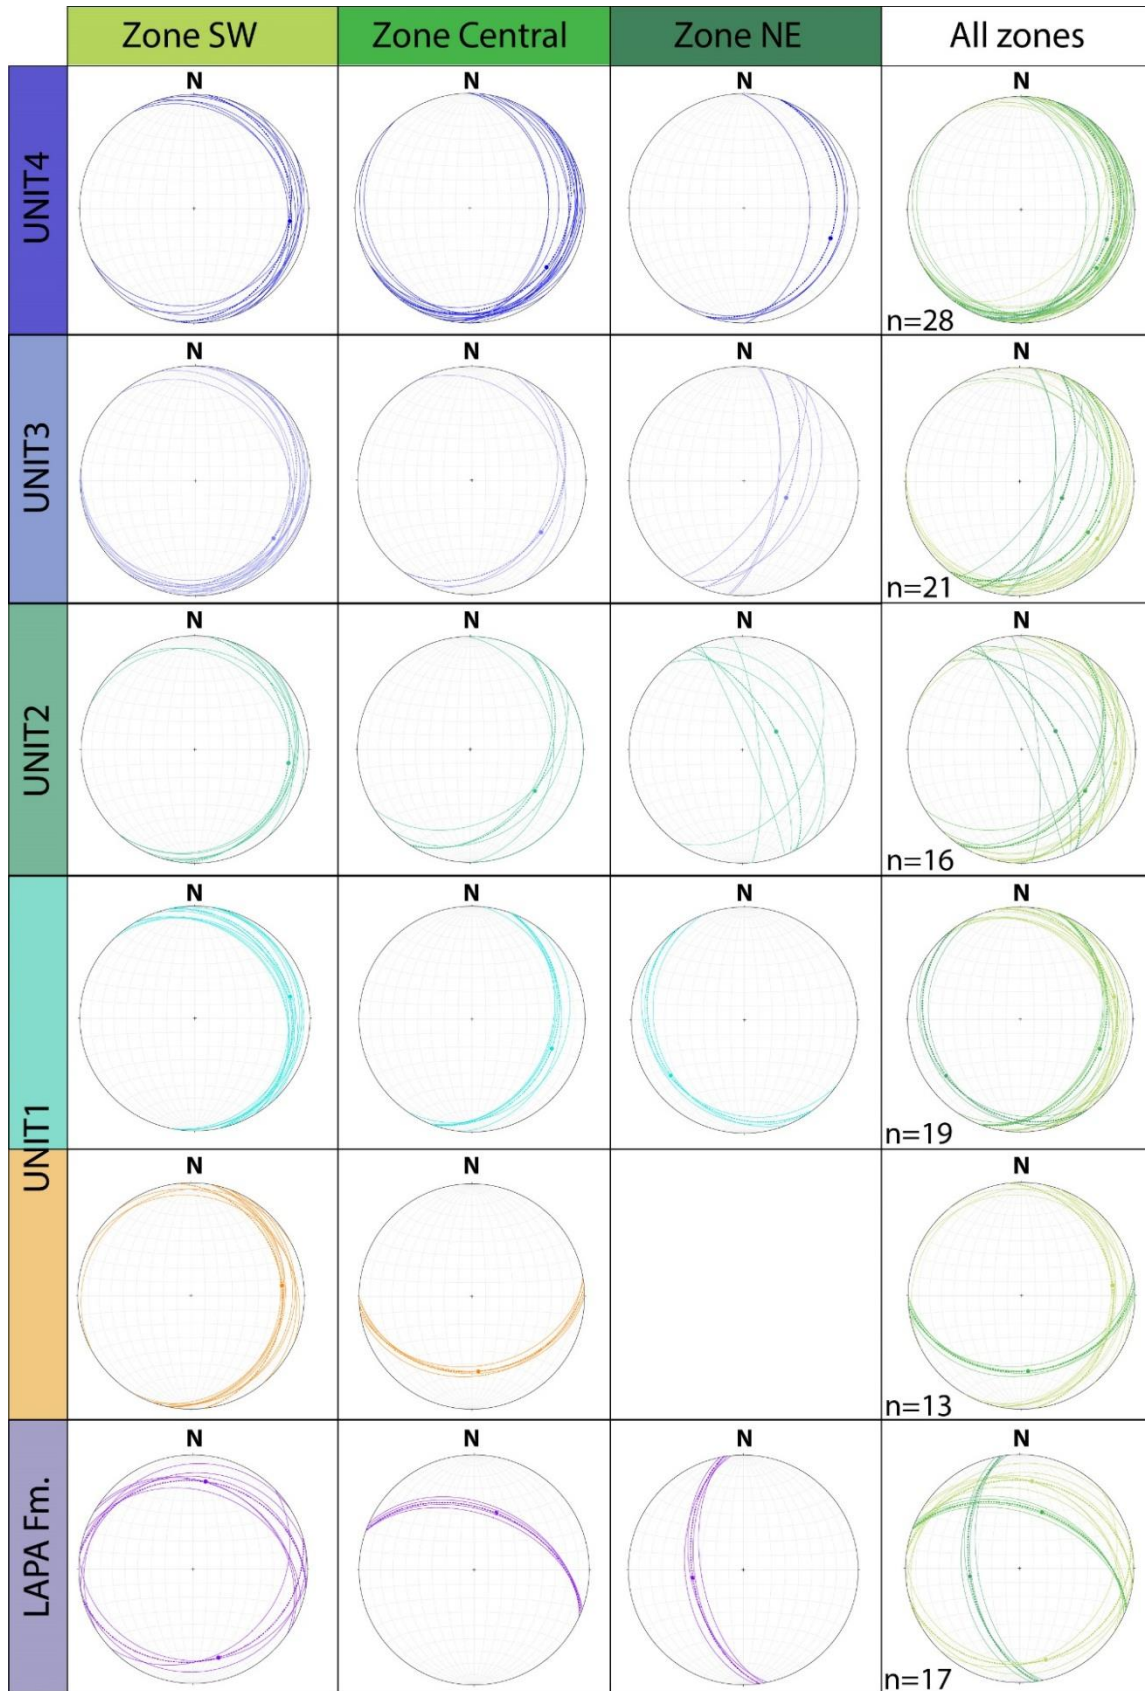 Zone SW Zone Central Zone NE All zones
UNIT4
N N N N
n=28
UNIT3
N N N N
n=21
UNIT2
N N N N
n=16
UNIT1
N N N N
n=19
N N N
n=13
LAPA Fm.
N N N N
n=17